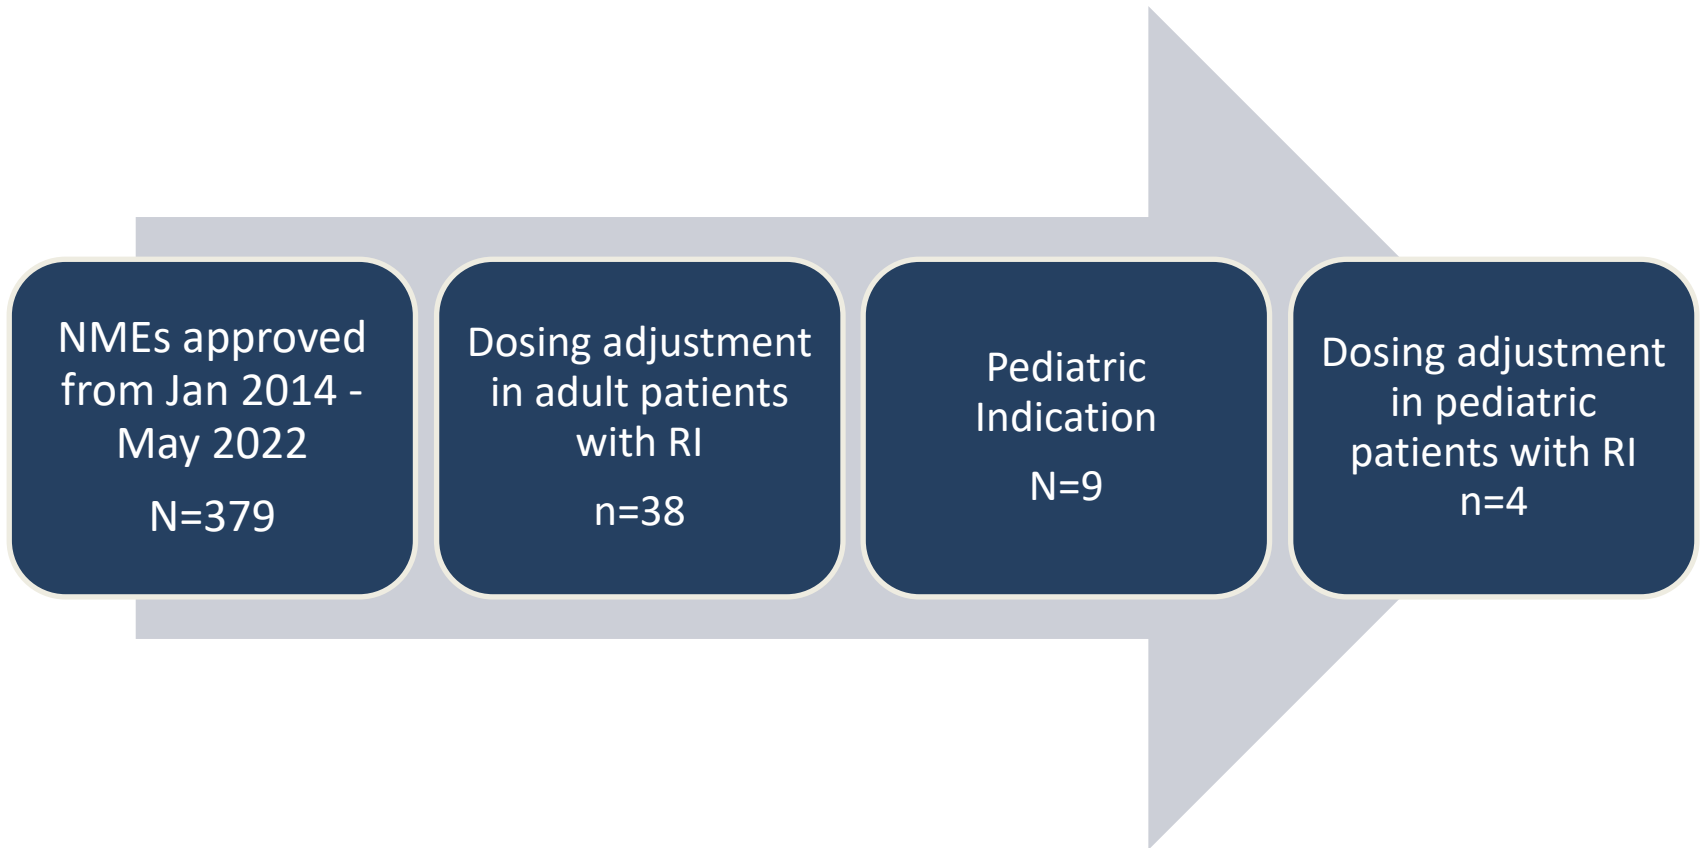 NMEs approved
from Jan 2014 -
May 2022
N=379
Dosing adjustment
in adult patients
with RI
n=38
Pediatric
Indication
N=9
Dosing adjustment
in pediatric
patients with RI
n=4